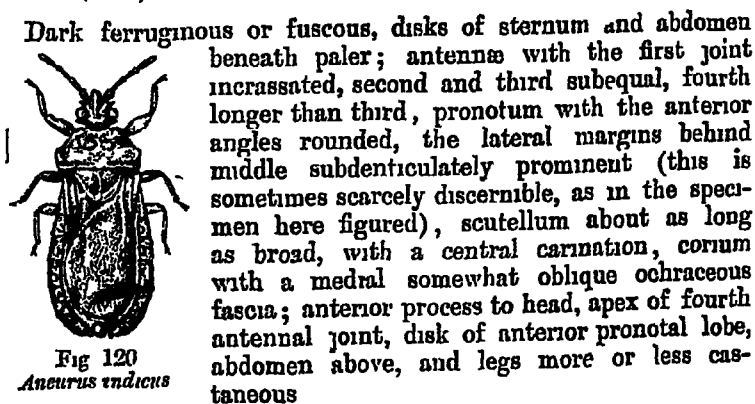 Dark ferruginous or fuscous, disks of sternum and abdomen
beneath paler; antennæ with the first joint
incrassated, second and third subequal, fourth
longer than third, pronotum with the anterior
angles rounded, the lateral margins behind
middle subdenticulately prominent (this is
sometimes scarcely discernible, as in the speci-
men here figured), scutellum about as long
as broad, with a central carination, corium
with a medial somewhat oblique ochraceous
fascia; anterior process to head, apex of fourth
antennal joint, disk of anterior pronotal lobe,
abdomen above, and legs more or less cas-
taneous
Fig 120
Aneurus indicus